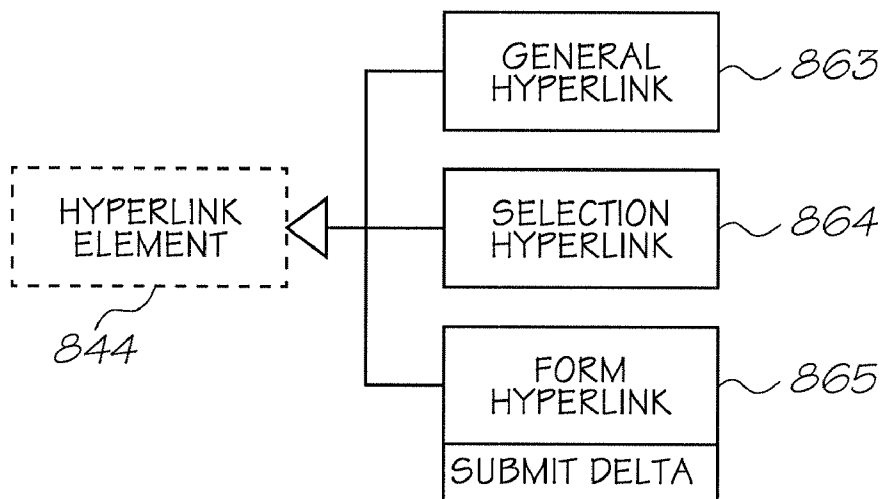 GENERAL
HYPERLINK
863
HYPERLINK
ELEMENT
844
SELECTION
HYPERLINK
864
FORM
HYPERLINK
865
SUBMIT DELTA